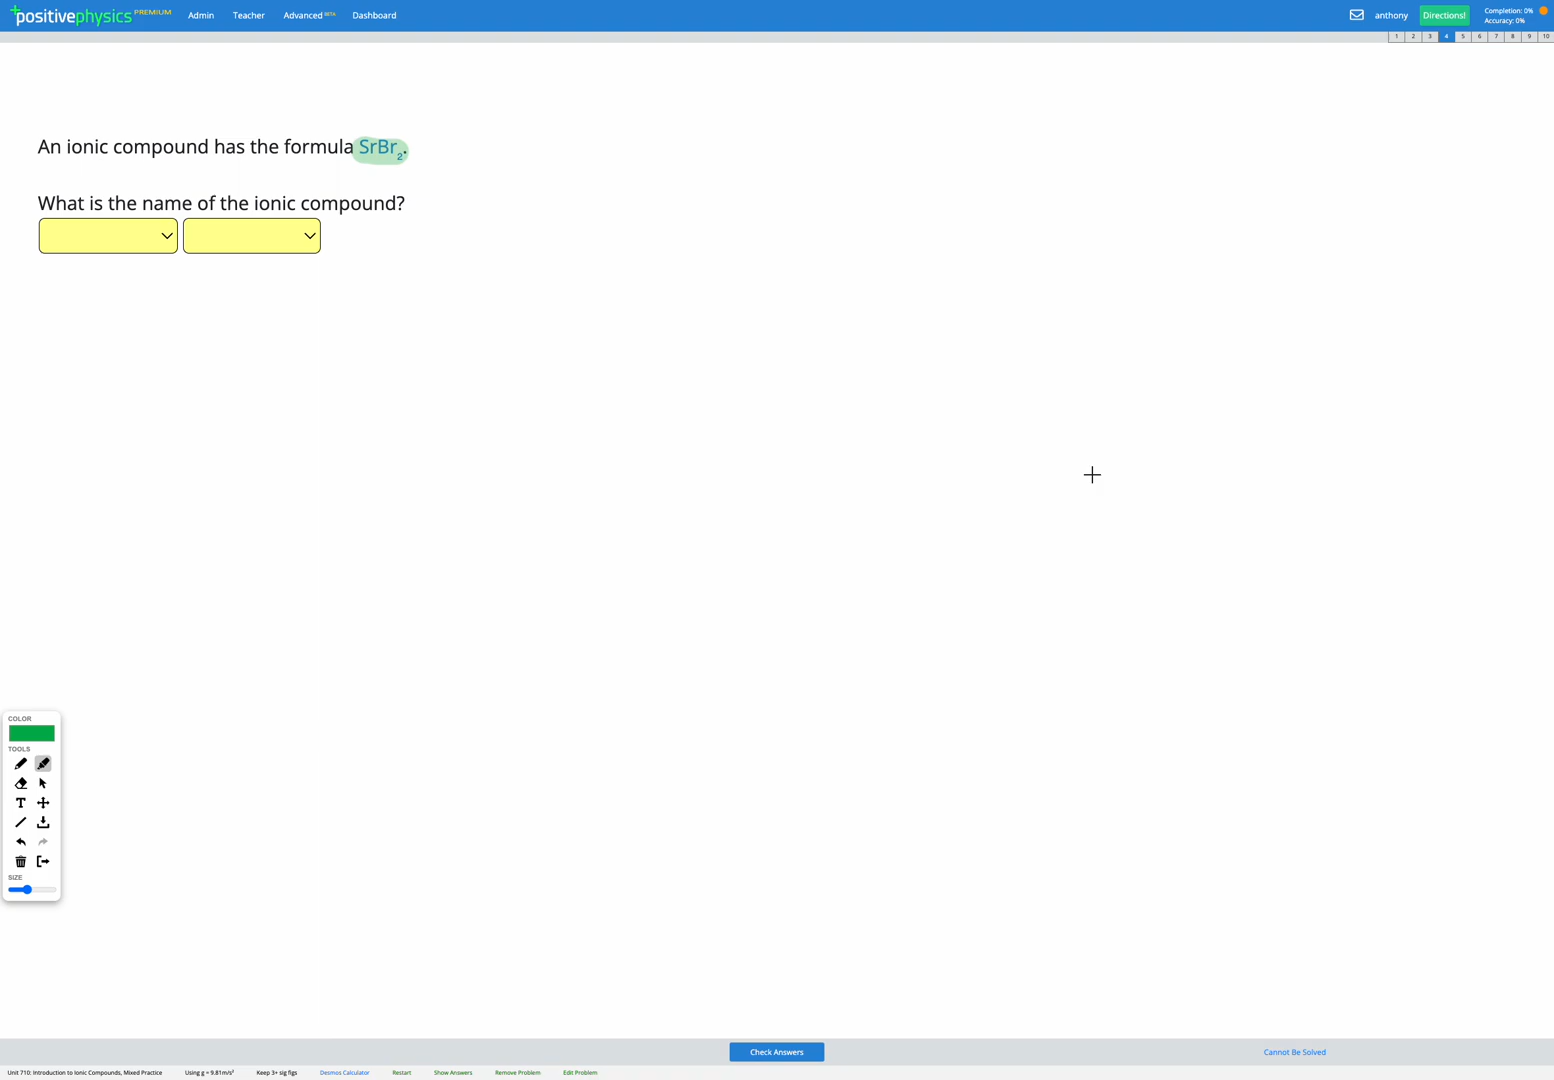 +positivephysics PREMIUM Admin Teacher Advanced BETA Dashboard anthony Directions! Completion: 0%
Accuracy: 0%
1 2 3 4 5 6 7 8 9 10
An ionic compound has the formula SrBr₂.
What is the name of the ionic compound?
COLOR
TOOLS
T
SIZE
Check Answers Cannot Be Solved
Unit 710: Introduction to Ionic Compounds, Mixed Practice Using g = 9.81m/s² Keep 3+ sig figs Desmos Calculator Restart Show Answers Remove Problem Edit Problem